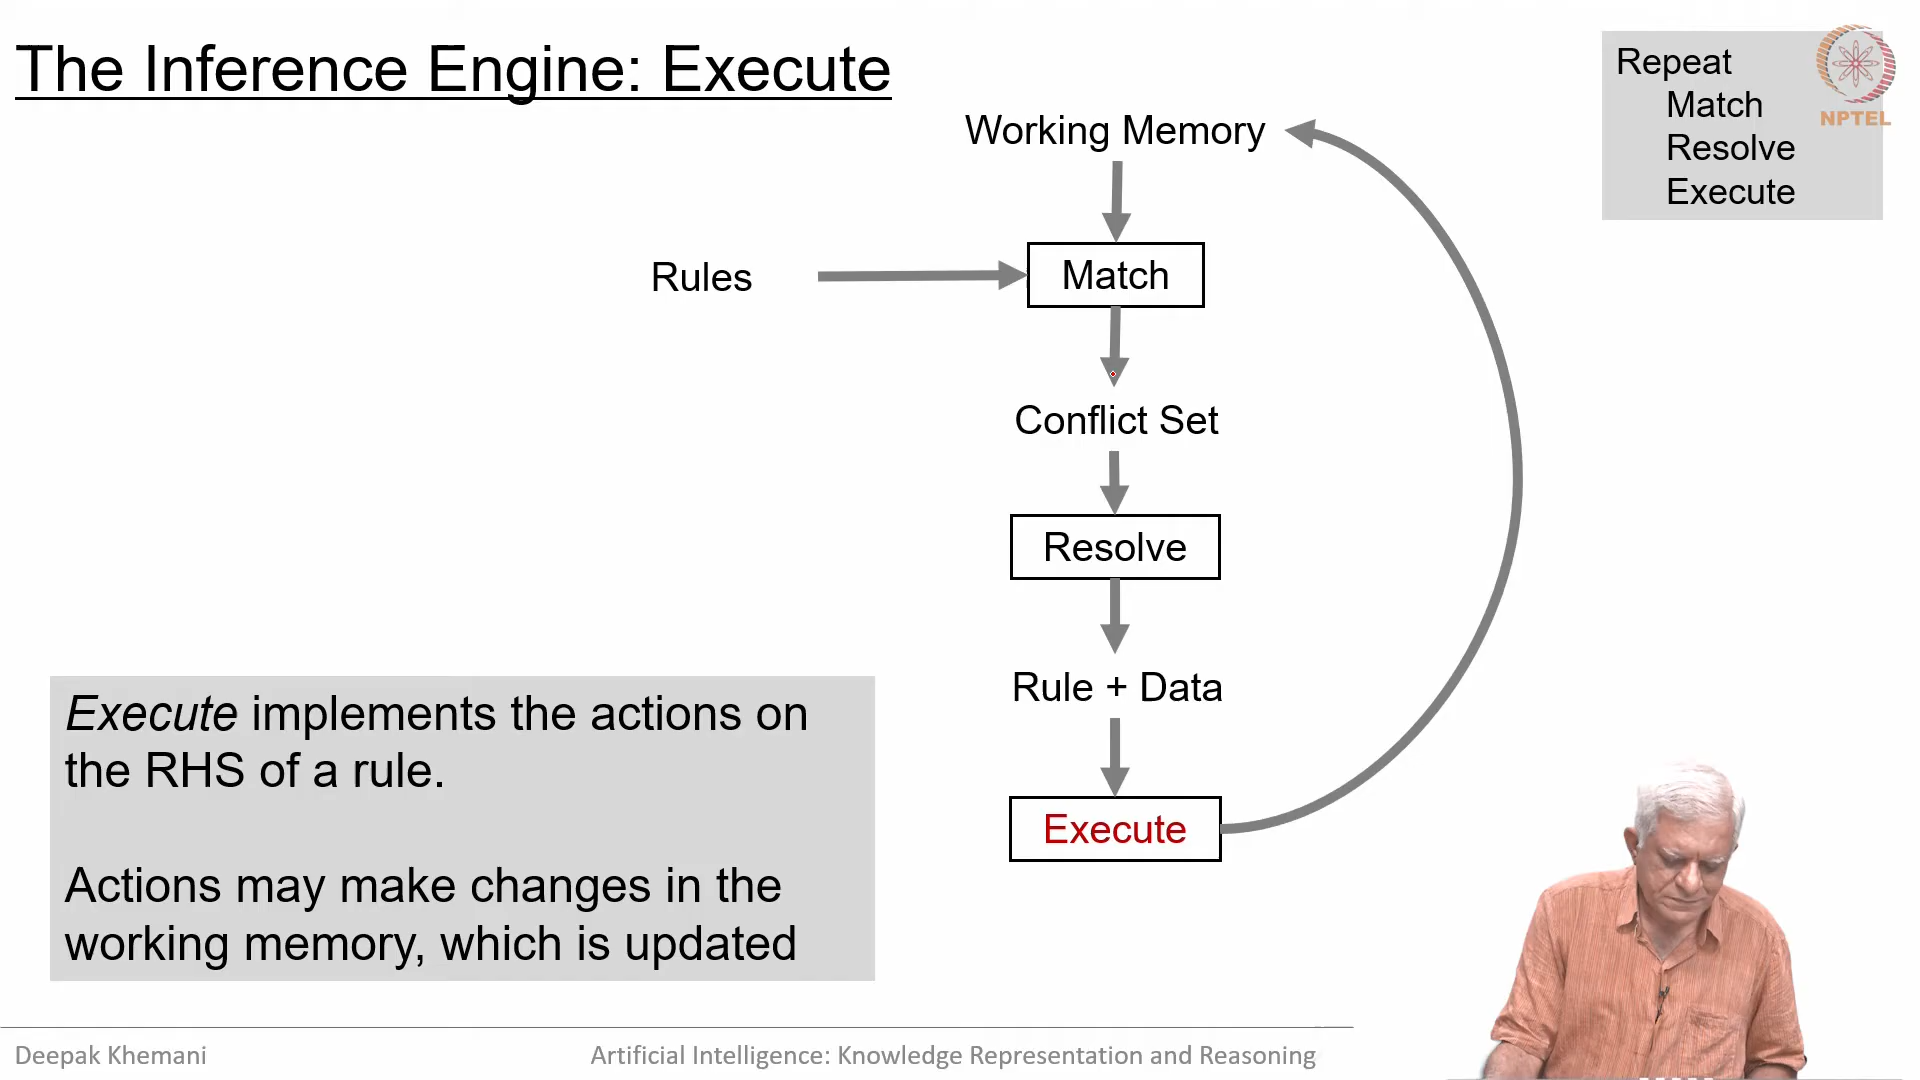 The Inference Engine: Execute
Repeat
Match
Resolve
Execute
NPTEL
Working Memory
Rules
Match
Conflict Set
Resolve
Rule + Data
Execute
Execute implements the actions on
the RHS of a rule.
Actions may make changes in the
working memory, which is updated
Deepak Khemani
Artificial Intelligence: Knowledge Representation and Reasoning